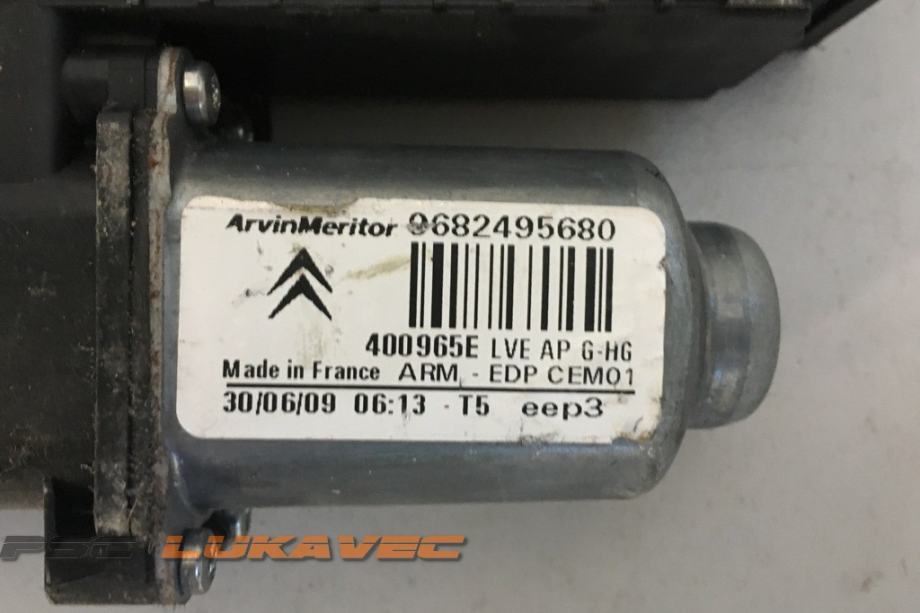 ArvinMeritor 9682495680
400965E LVE AP G-HG
Made in France ARM - EDP CEM01
30/06/09 06:13 - T5 eep3
LUKAVEC